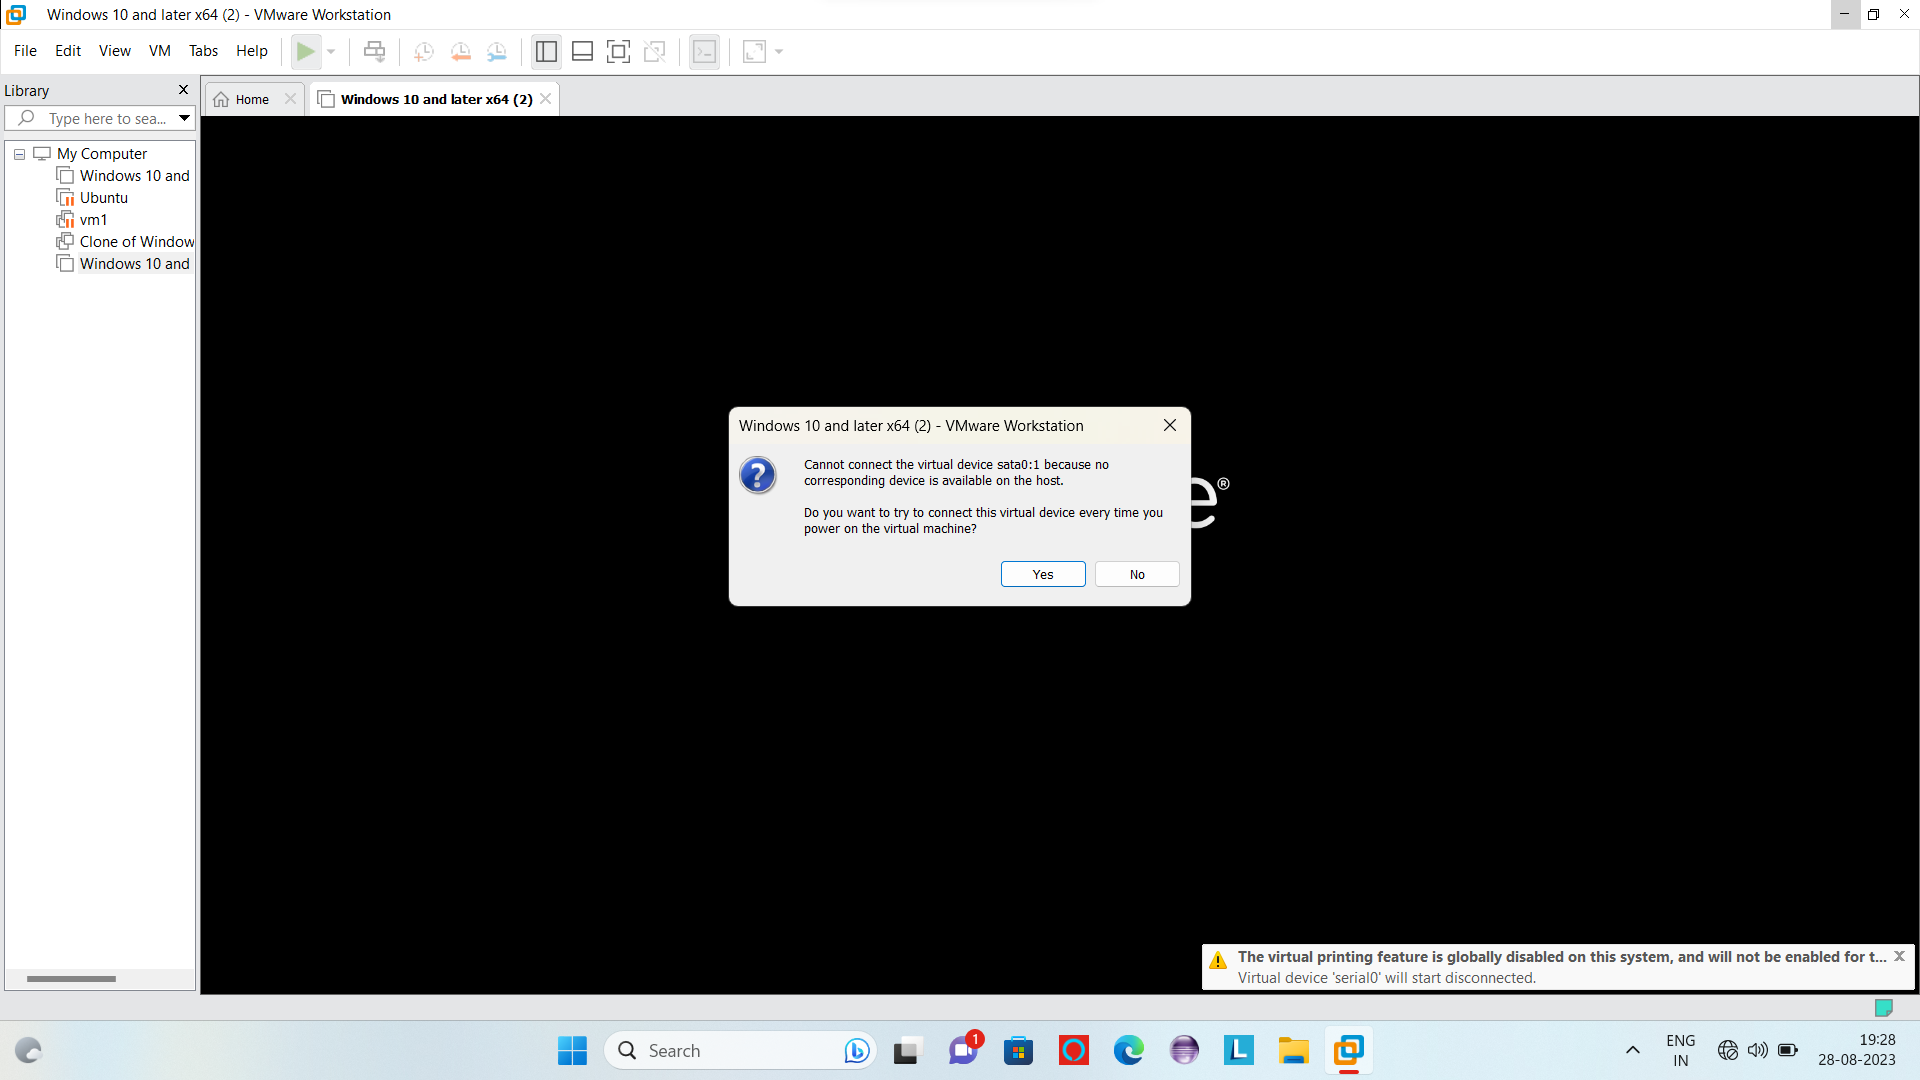 Windows 10 and later x64 (2) - VMware Workstation
File Edit View VM Tabs Help
Library
Home
Windows 10 and later x64 (2)
Type here to sea...
My Computer
Windows 10 and
Ubuntu
vm1
Clone of Window
Windows 10 and
Windows 10 and later x64 (2) - VMware Workstation
Cannot connect the virtual device sata0:1 because no
corresponding device is available on the host.
Do you want to try to connect this virtual device every time you
power on the virtual machine?
Yes
No
e®
The virtual printing feature is globally disabled on this system, and will not be enabled for t...
Virtual device 'serial0' will start disconnected.
Search
1
L
ENG
IN
19:28
28-08-2023